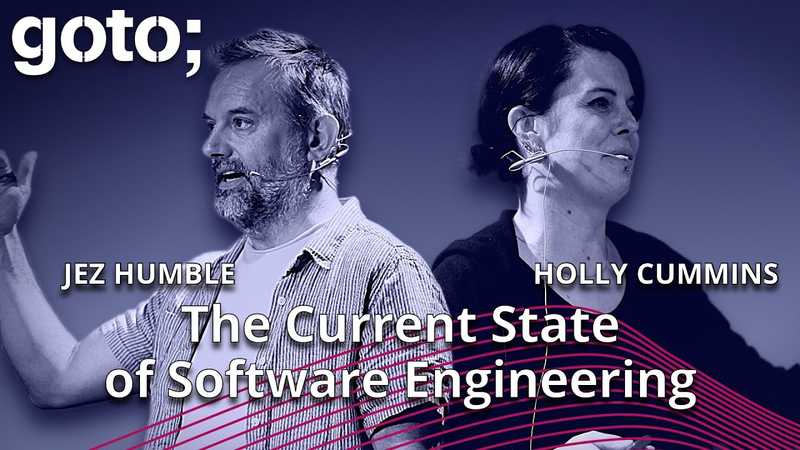 goto;
JEZ HUMBLE
HOLLY CUMMINS
The Current State
of Software Engineering